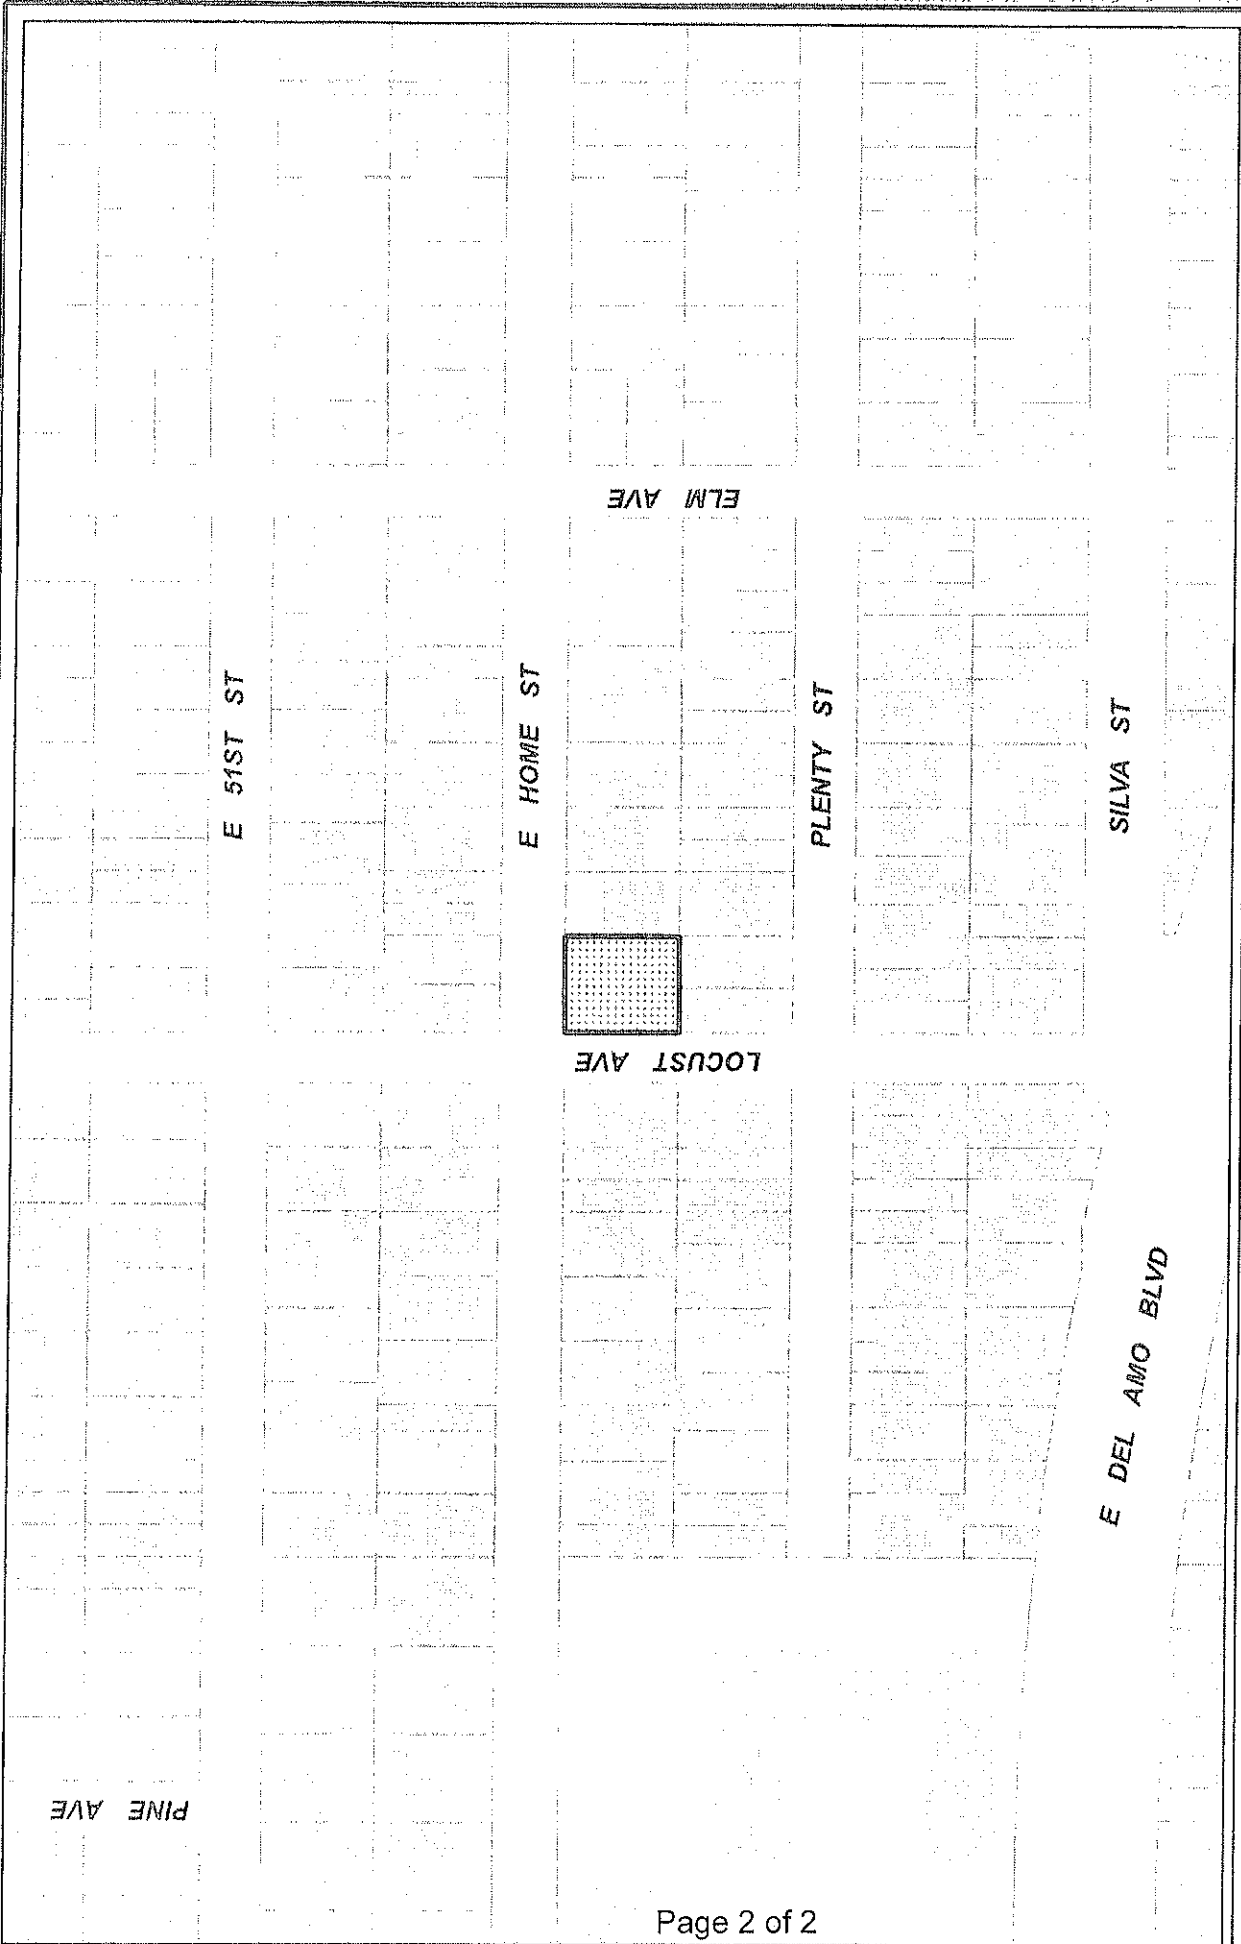 ELM AVE
E 51ST ST
E HOME ST
PLENTY ST
SILVA ST
LOCUST AVE
E DEL AMO BLVD
PINE AVE
Page 2 of 2